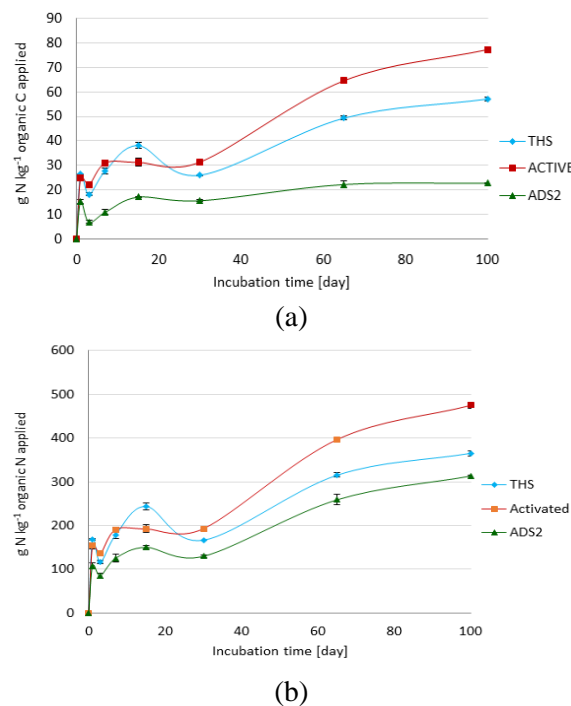 90
80
70
60
50
40
30
20
10
0
g N kg⁻¹ organic C applied
0 20 40 60 80 100
Incubation time [day]
THS
ACTIVE
ADS2
(a)
600
500
400
300
200
100
0
g N kg⁻¹ organic N applied
0 20 40 60 80 100
Incubation time [day]
THS
Activated
ADS2
(b)